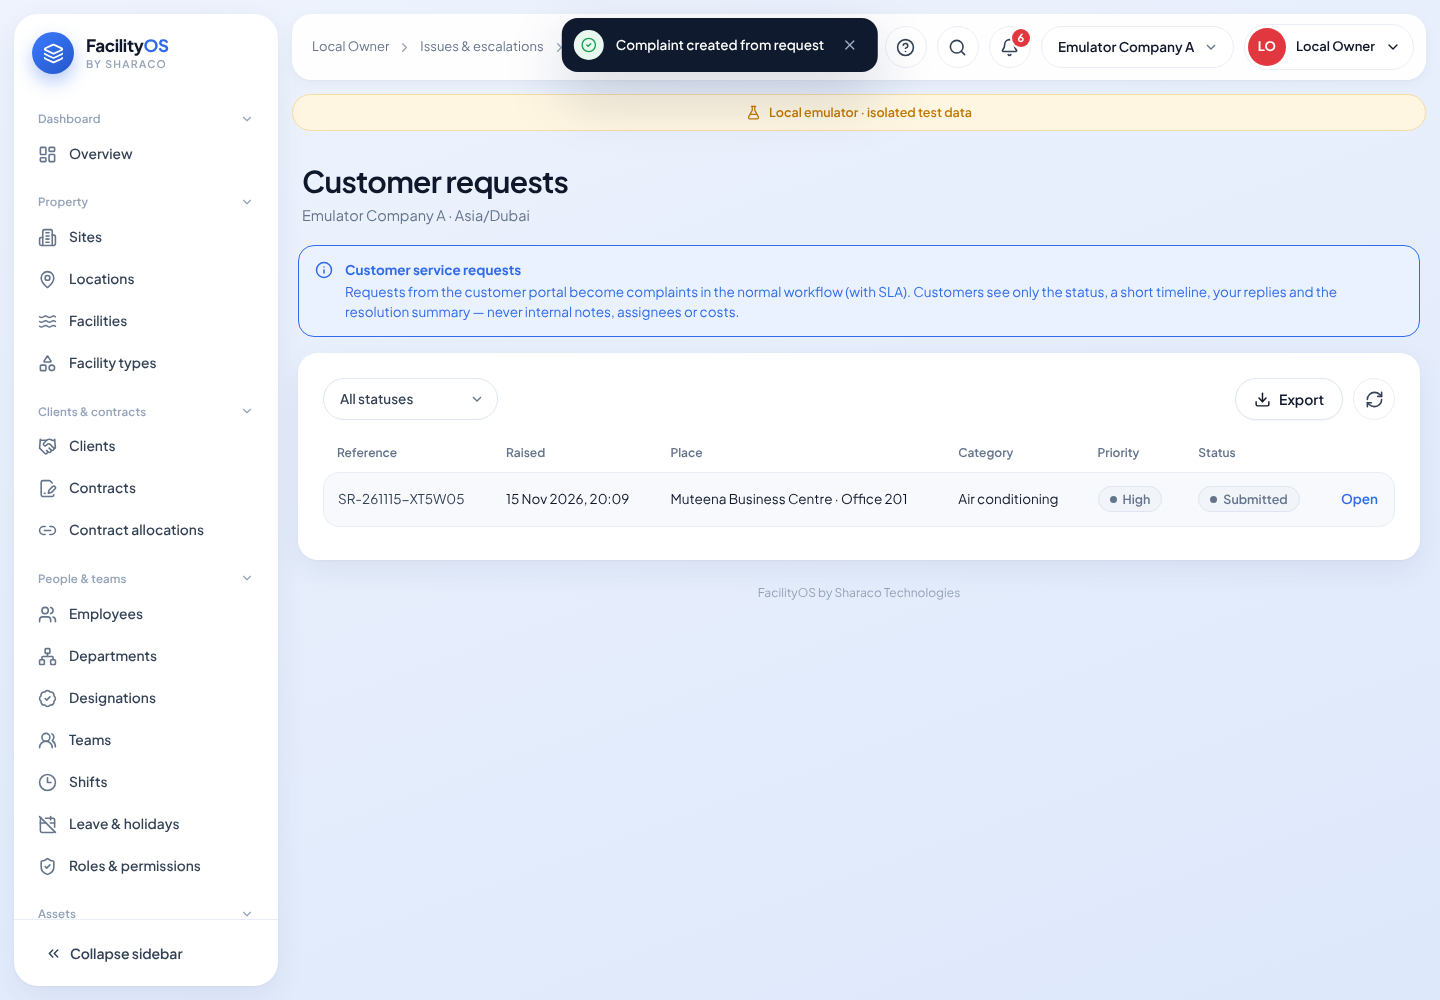 FacilityOS
BY SHARACO
Dashboard
Overview
Property
Sites
Locations
Facilities
Facility types
Clients & contracts
Clients
Contracts
Contract allocations
People & teams
Employees
Departments
Designations
Teams
Shifts
Leave & holidays
Roles & permissions
Assets
Collapse sidebar
Local Owner > Issues & escalations >
Complaint created from request
6
Emulator Company A
LO
Local Owner
Local emulator · isolated test data
Customer requests
Emulator Company A · Asia/Dubai
Customer service requests
Requests from the customer portal become complaints in the normal workflow (with SLA). Customers see only the status, a short timeline, your replies and the
resolution summary — never internal notes, assignees or costs.
All statuses
Export
Reference Raised Place Category Priority Status
SR-261115-XT5W05 15 Nov 2026, 20:09 Muteena Business Centre · Office 201 Air conditioning High Submitted Open
FacilityOS by Sharaco Technologies